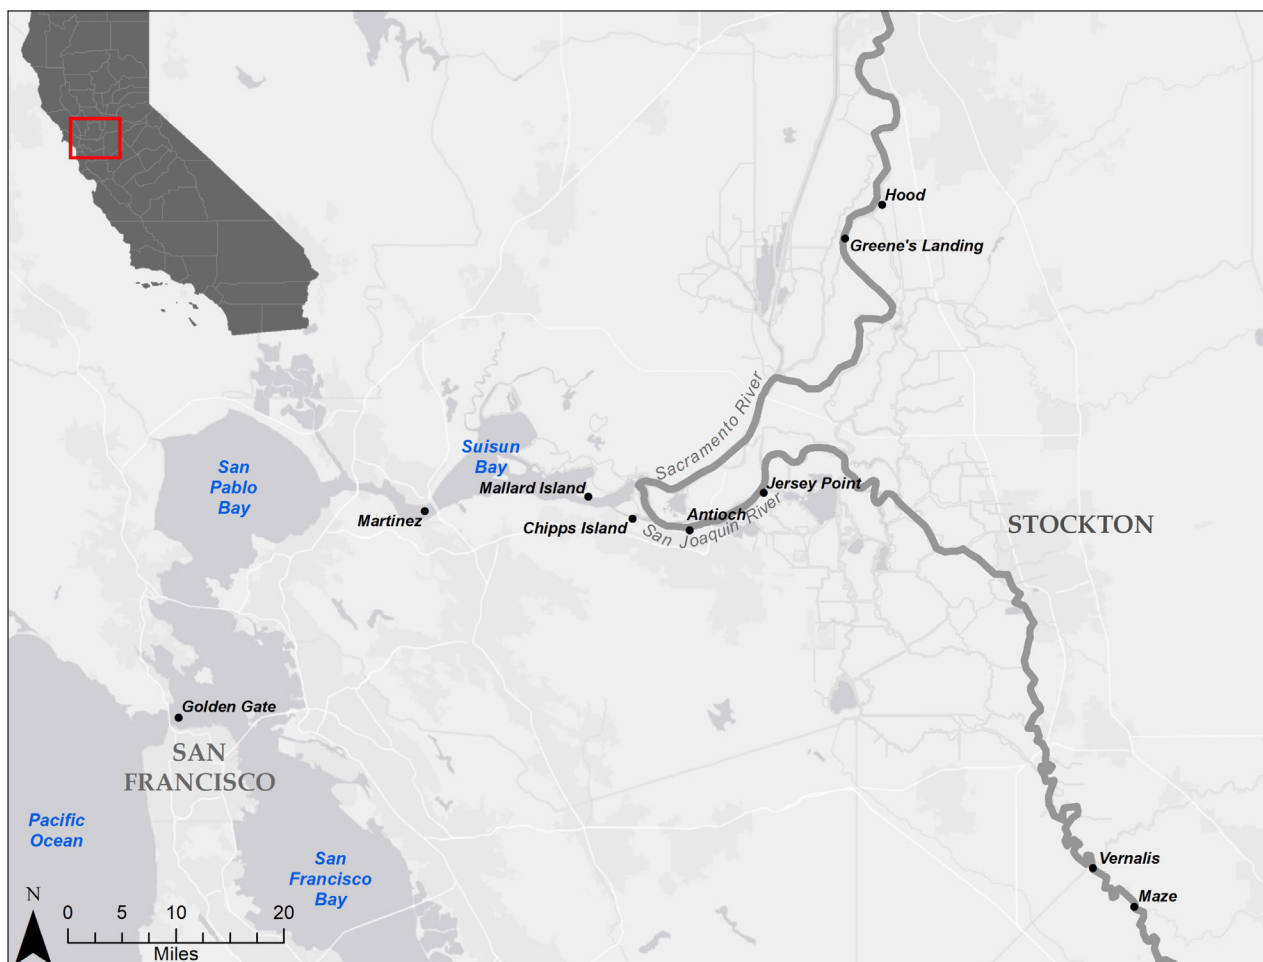 Hood
Greene's Landing
Sacramento River
Suisun
Bay
San
Pablo
Bay
Mallard Island
Jersey Point
Martinez
Chipps Island
Antioch
San Joaquin River
STOCKTON
Golden Gate
SAN
FRANCISCO
Pacific
Ocean
San
Francisco
Bay
Vernalis
Maze
N
0 5 10 20
Miles